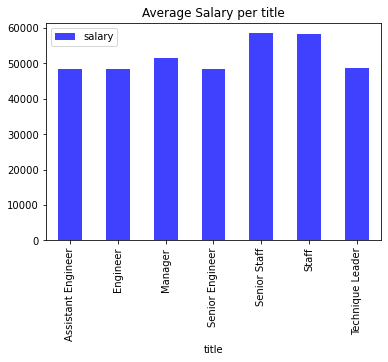 Average Salary per title
salary
60000
50000
40000
30000
20000
10000
0
Assistant Engineer
Engineer
Manager
Senior Engineer
Senior Staff
Staff
Technique Leader
title